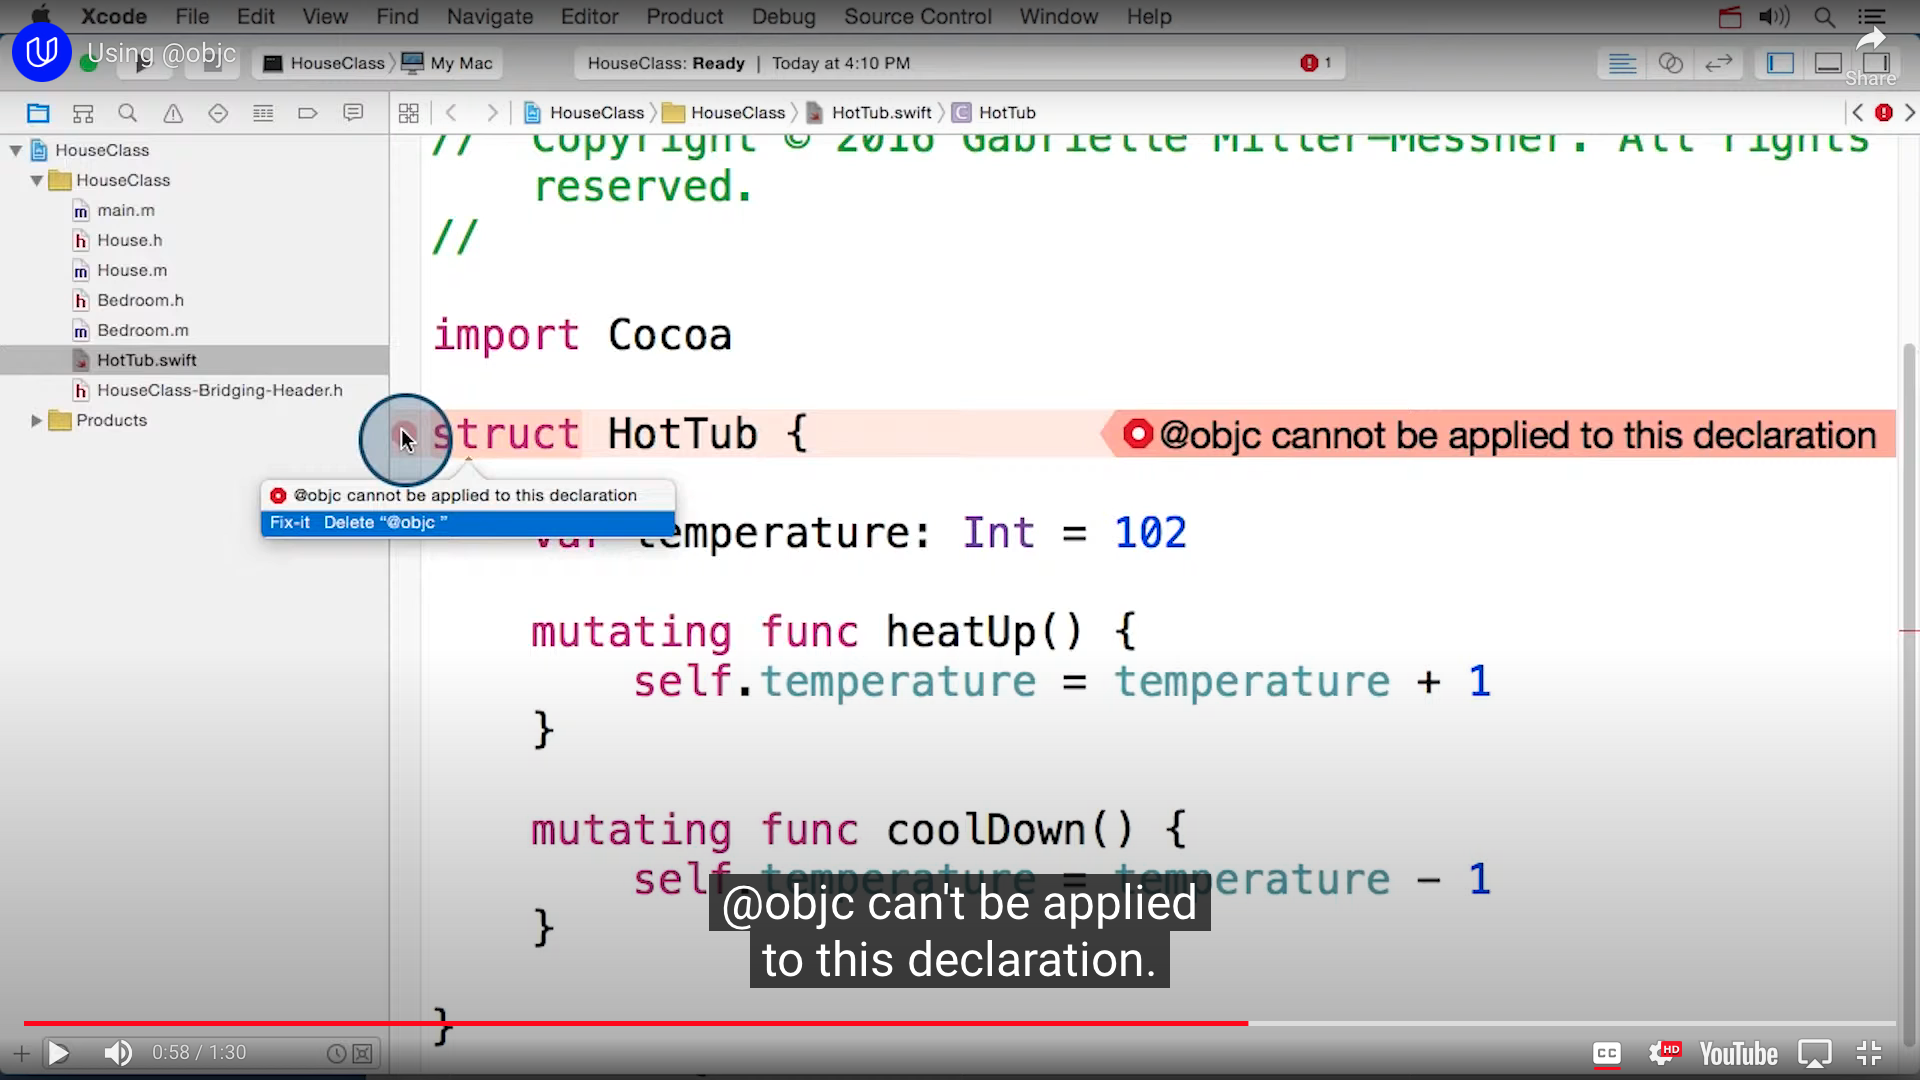 Xcode File Edit View Find Navigate Editor Product Debug Source Control Window Help
Using @objc
HouseClass My Mac
HouseClass: Ready | Today at 4:10 PM
1
Share
HouseClass HouseClass HotTub.swift HotTub
HouseClass
HouseClass
main.m
House.h
House.m
Bedroom.h
Bedroom.m
HotTub.swift
HouseClass-Bridging-Header.h
Products
// Copyright © 2016 Gabrielle Miller-Messner. All rights
reserved.
//
import Cocoa
struct HotTub {
@objc cannot be applied to this declaration
@objc cannot be applied to this declaration
Fix-it Delete “@objc ”
var temperature: Int = 102
mutating func heatUp() {
self.temperature = temperature + 1
}
mutating func coolDown() {
self.temperature = temperature - 1
}
@objc can't be applied
to this declaration.
}
0:58 / 1:30
CC HD YouTube